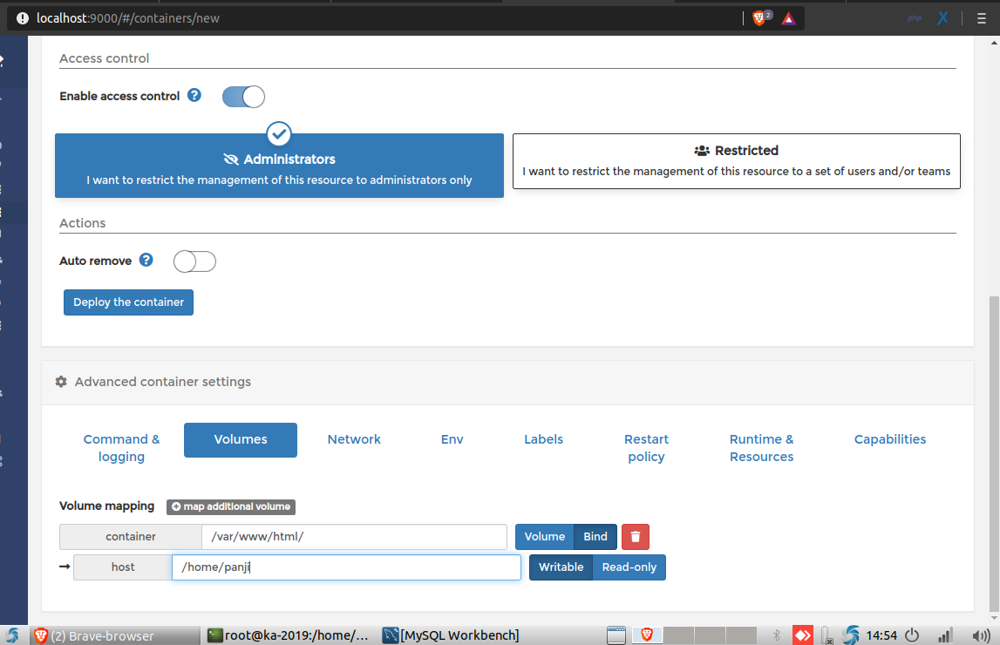 localhost:9000/#/containers/new
2
php
X
Access control
Enable access control ?
Administrators
I want to restrict the management of this resource to administrators only
Restricted
I want to restrict the management of this resource to a set of users and/or teams
Actions
Auto remove ?
Deploy the container
Advanced container settings
Command &
logging
Volumes
Network
Env
Labels
Restart
policy
Runtime &
Resources
Capabilities
Volume mapping
map additional volume
container
/var/www/html/
Volume
Bind
host
/home/panji
Writable
Read-only
(2) Brave-browser
root@ka-2019:/home/...
[MySQL Workbench]
14:54